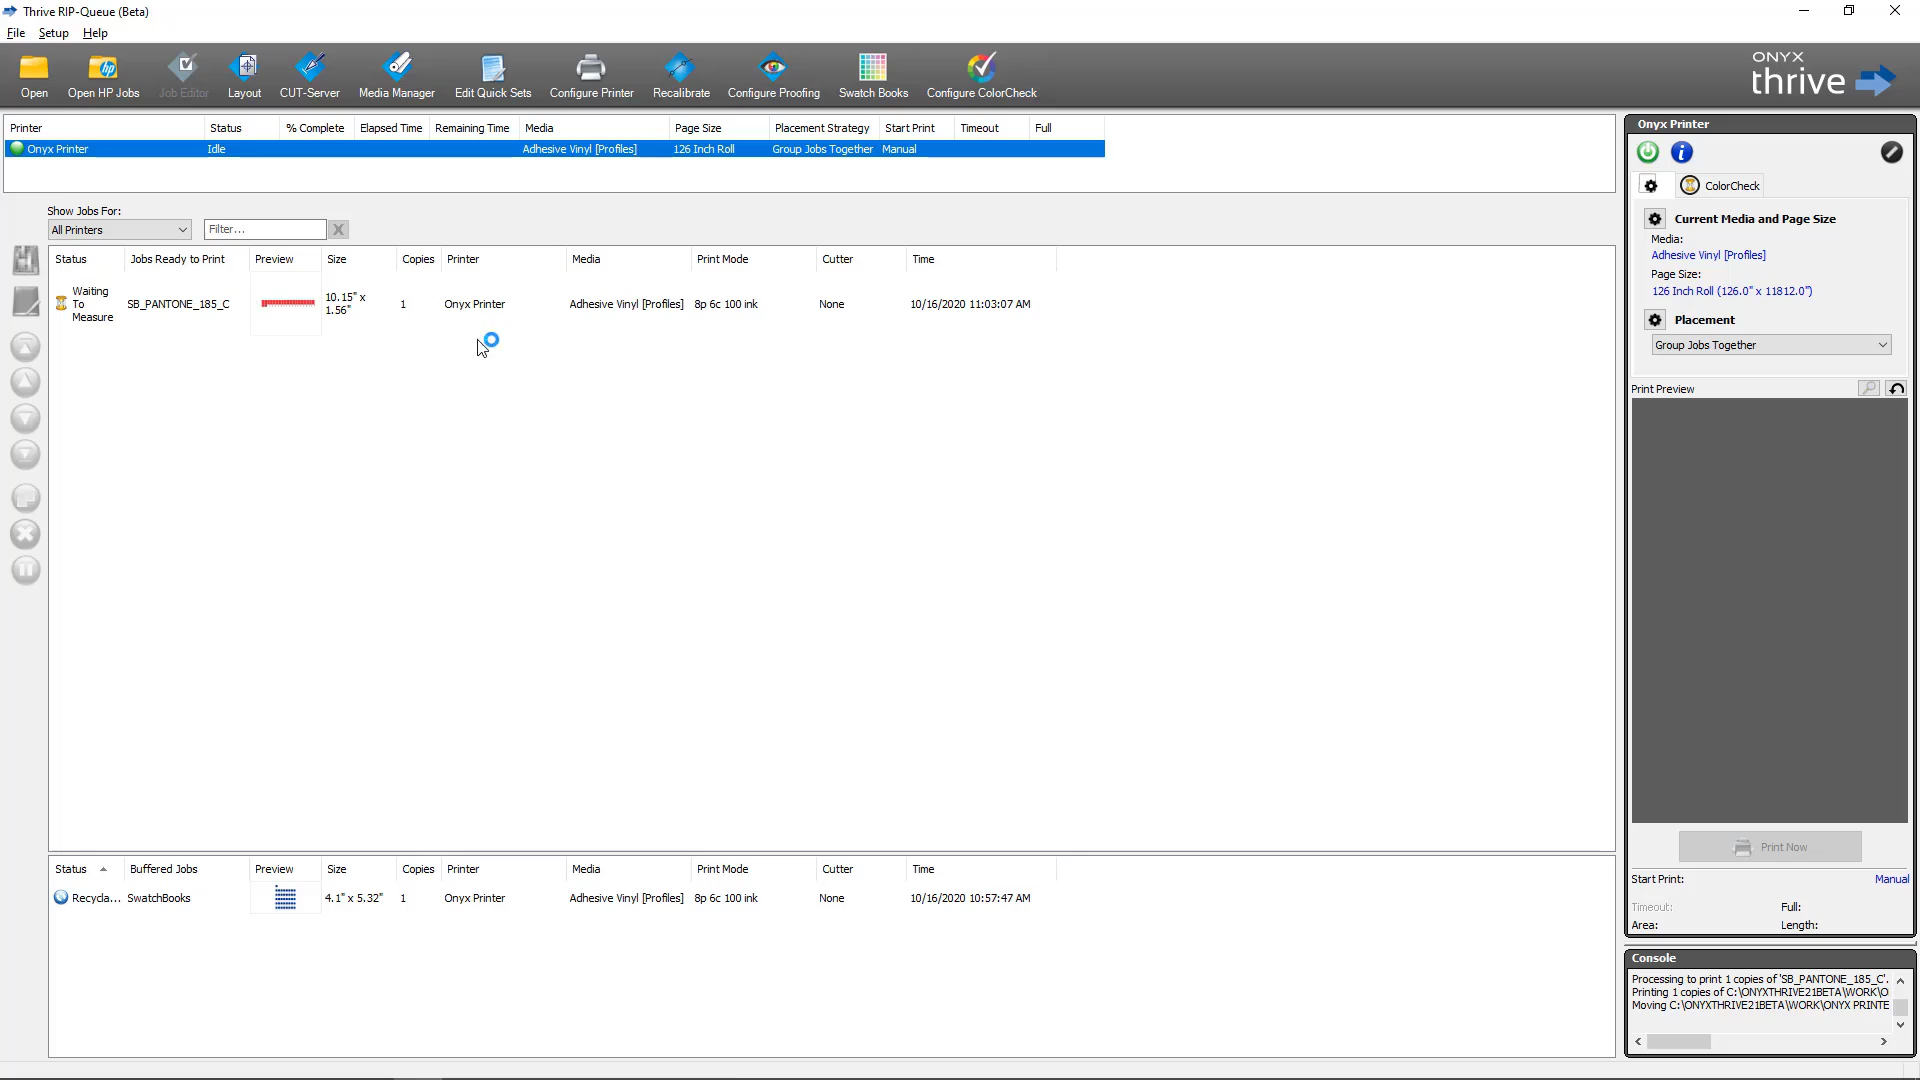 Thrive RIP-Queue (Beta)
File Setup Help
Open Open HP Jobs Job Editor Layout CUT-Server Media Manager Edit Quick Sets Configure Printer Recalibrate Configure Proofing Swatch Books Configure ColorCheck
ONYX
thrive
Printer Status % Complete Elapsed Time Remaining Time Media Page Size Placement Strategy Start Print Timeout Full
Onyx Printer Idle Adhesive Vinyl [Profiles] 126 Inch Roll Group Jobs Together Manual
Show Jobs For:
All Printers Filter... X
Status Jobs Ready to Print Preview Size Copies Printer Media Print Mode Cutter Time
Waiting
To
Measure
SB_PANTONE_185_C
10.15" x
1.56"
1 Onyx Printer Adhesive Vinyl [Profiles] 8p 6c 100 ink None 10/16/2020 11:03:07 AM
Status Buffered Jobs Preview Size Copies Printer Media Print Mode Cutter Time
Recycla... SwatchBooks 4.1" x 5.32" 1 Onyx Printer Adhesive Vinyl [Profiles] 8p 6c 100 ink None 10/16/2020 10:57:47 AM
Onyx Printer
ColorCheck
Current Media and Page Size
Media:
Adhesive Vinyl [Profiles]
Page Size:
126 Inch Roll (126.0" x 11812.0")
Placement
Group Jobs Together
Print Preview
Print Now
Start Print: Manual
Timeout: Full:
Area: Length:
Console
Processing to print 1 copies of 'SB_PANTONE_185_C'.
Printing 1 copies of C:\ONYXTHRIVE21BETA\WORK\O
Moving C:\ONYXTHRIVE21BETA\WORK\ONYX PRINTE